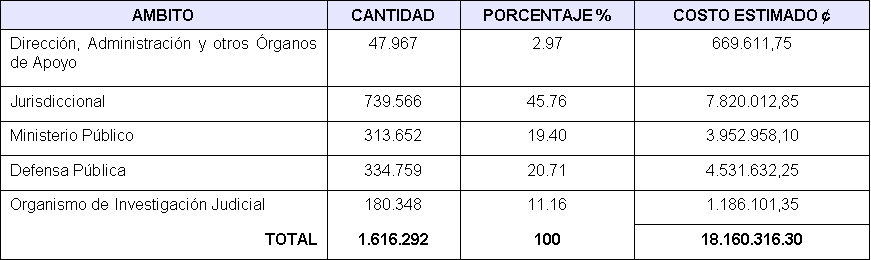 AMBITO CANTIDAD PORCENTAJE % COSTO ESTIMADO ¢
Dirección, Administración y otros Órganos 47.967 2.97 669.611,75
de Apoyo
Jurisdiccional 739.566 45.76 7.820.012,85
Ministerio Público 313.652 19.40 3.952.958,10
Defensa Pública 334.759 20.71 4.531.632,25
Organismo de Investigación Judicial 180.348 11.16 1.186.101,35
TOTAL 1.616.292 100 18.160.316.30